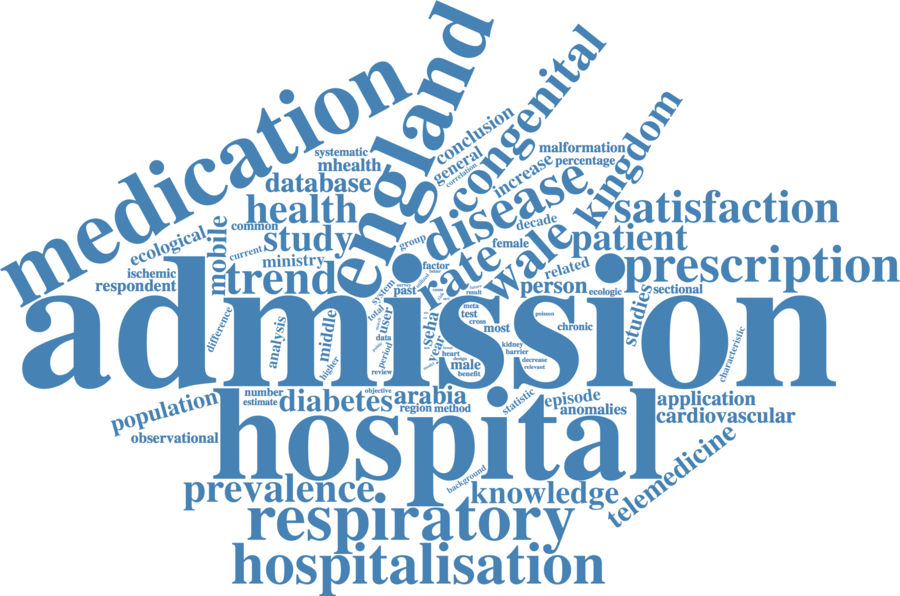 england
congenital
medication
kingdom
conclusion
general
correlation
systematic
mhealth
malformation
increase
percentage
database
disease
health
satisfaction
common
decade
mobile
study
group
female
wale
patient
ecological
current
ministry
rate
trend
factor
related
prescription
ischemic
respondent
system
past
person
ecologic
studies
sectional
admission
total
user
seha
year
meta
test
cross
result
most
poison
chronic
difference
analysis
middle
higher
data
period
review
heart
design
male
benefit
kidney
barrier
decrease
relevant
characteristic
population
number
estimate
objective
diabetes
arabia
region
method
statistic
episode
anomalies
application
cardiovascular
observational
hospital
telemedicine
background
prevalence
knowledge
respiratory
hospitalisation